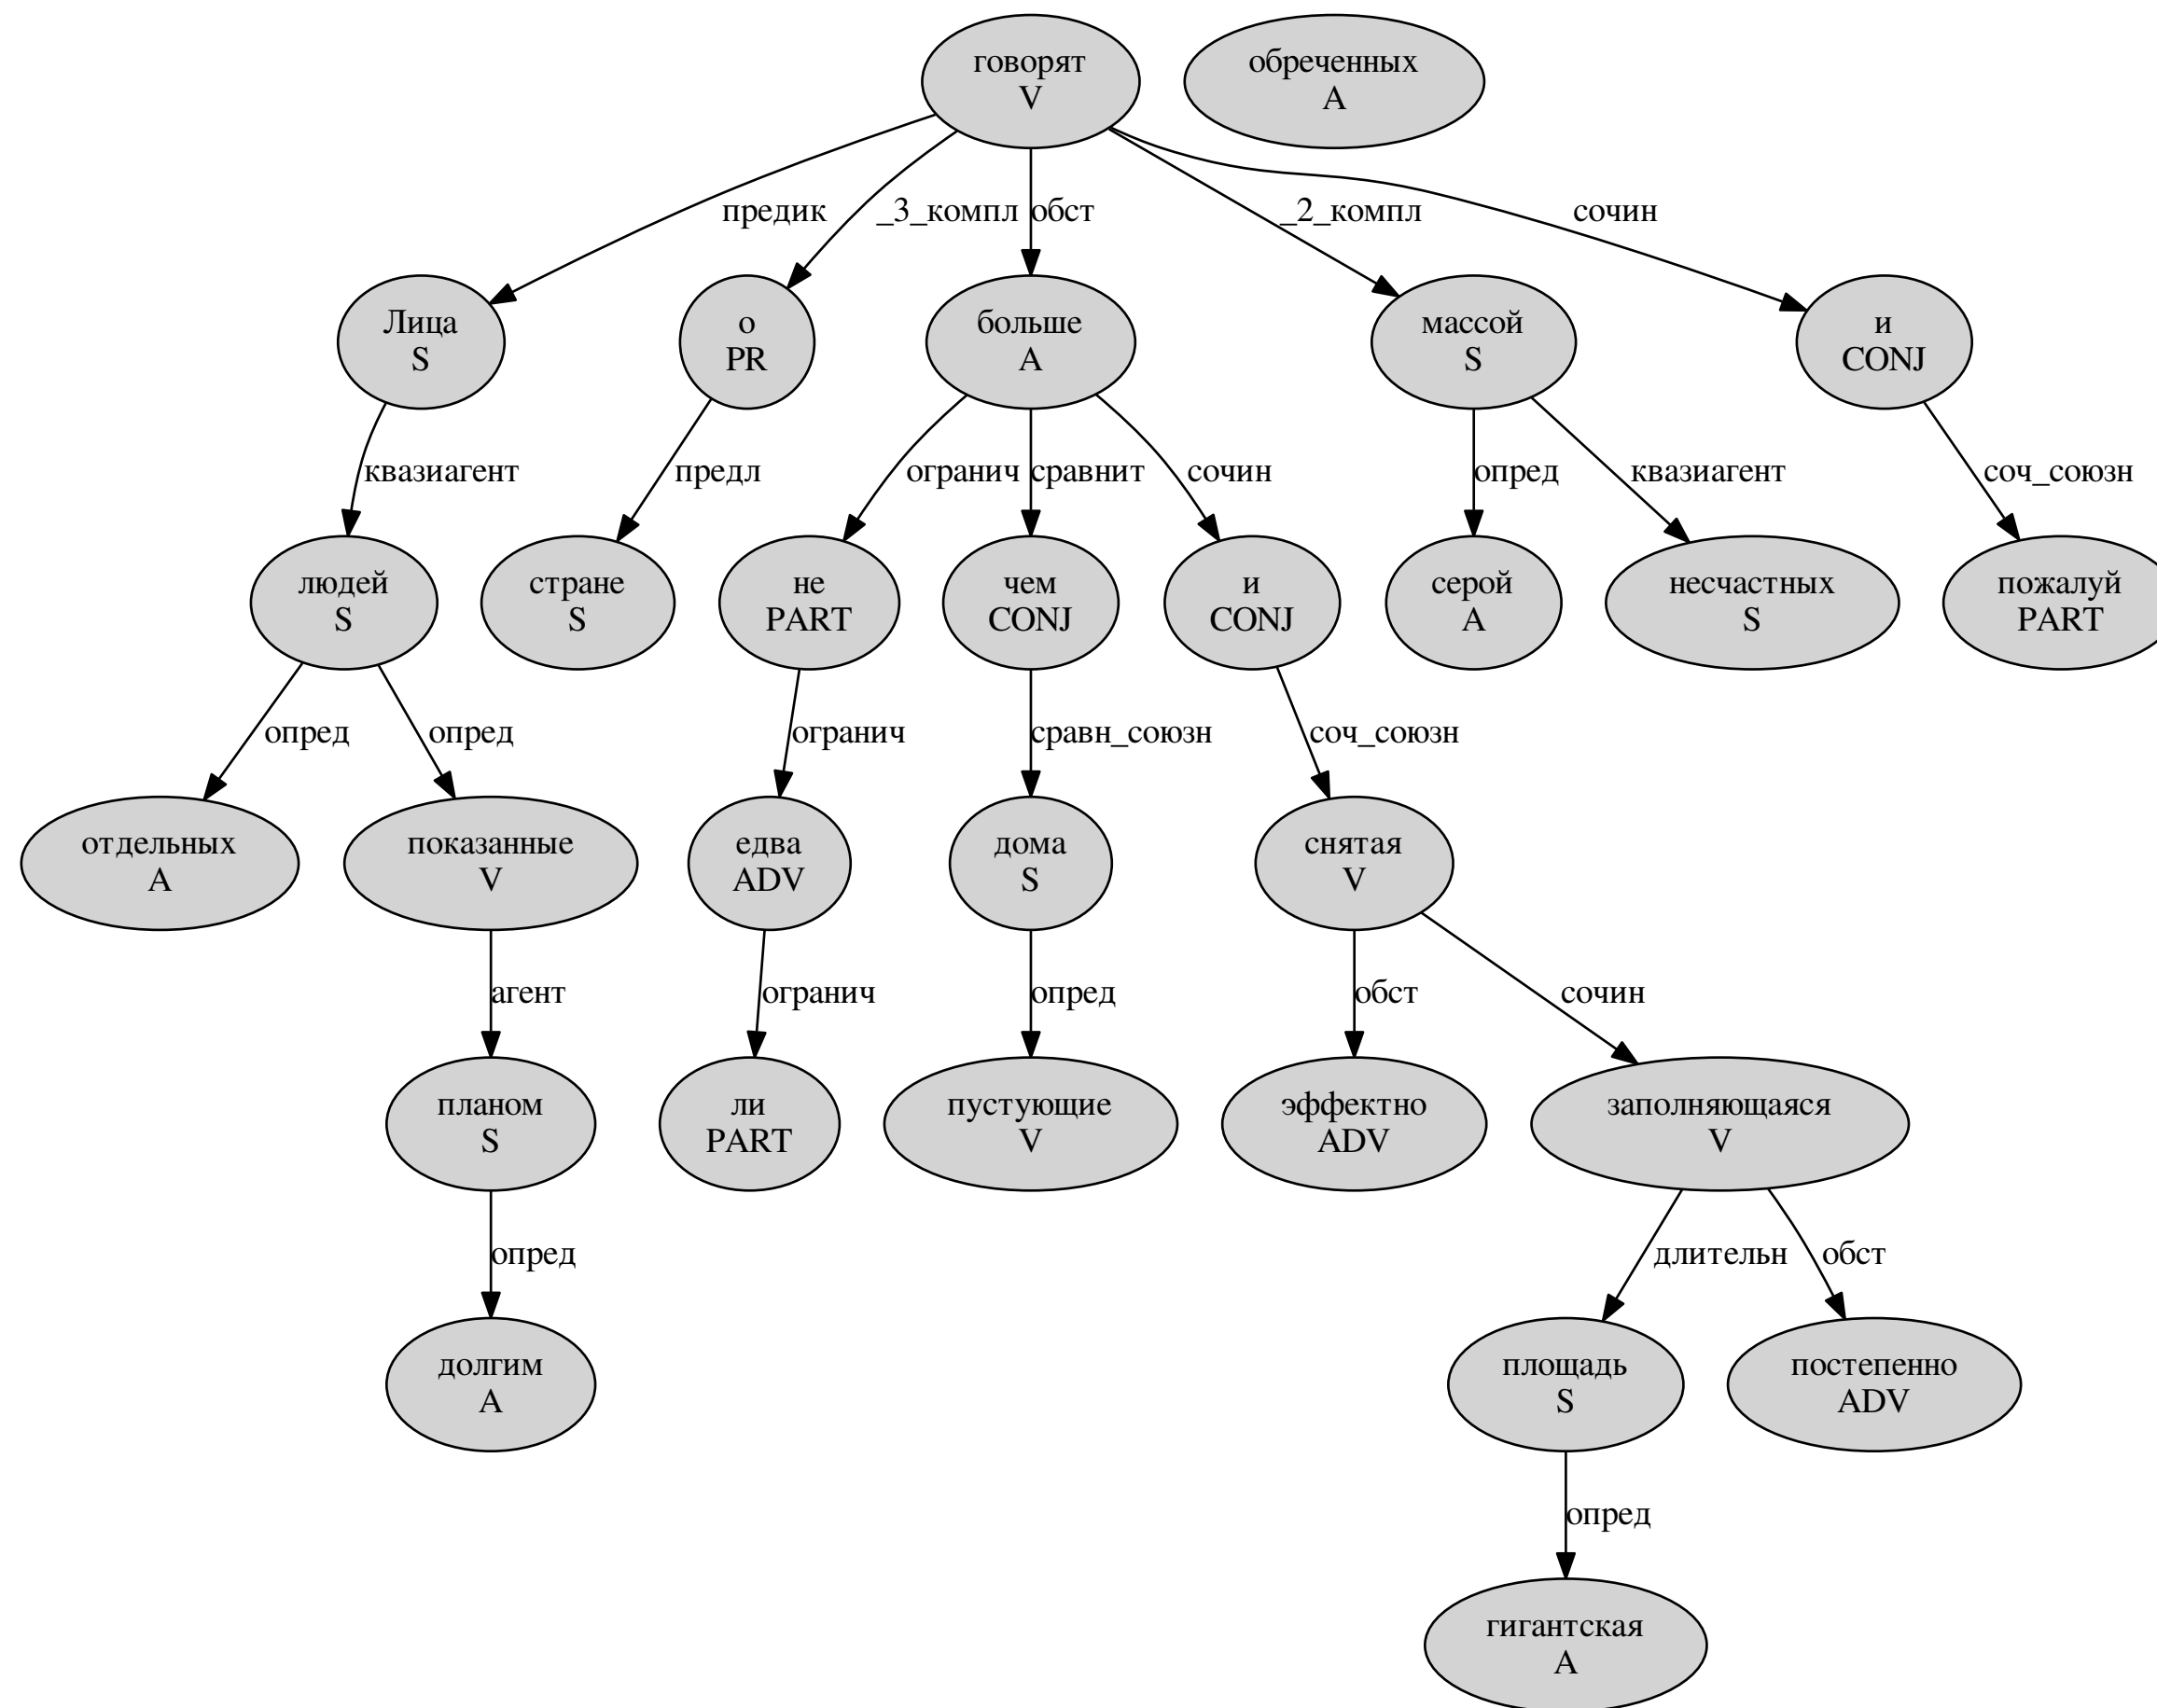 говорят
V
обреченных
A
предик
_3_компл
обст
_2_компл
сочин
Лица
S
о
PR
больше
A
массой
S
и
CONJ
квазиагент
предл
огранич
сравнит
сочин
опред
квазиагент
соч_союзн
людей
S
стране
S
не
PART
чем
CONJ
и
CONJ
серой
A
несчастных
S
пожалуй
PART
опред
опред
огранич
сравн_союзн
соч_союзн
отдельных
A
показанные
V
едва
ADV
дома
S
снятая
V
агент
огранич
опред
обст
сочин
планом
S
ли
PART
пустующие
V
эффектно
ADV
заполняющаяся
V
опред
длительн
обст
долгим
A
площадь
S
постепенно
ADV
опред
гигантская
A